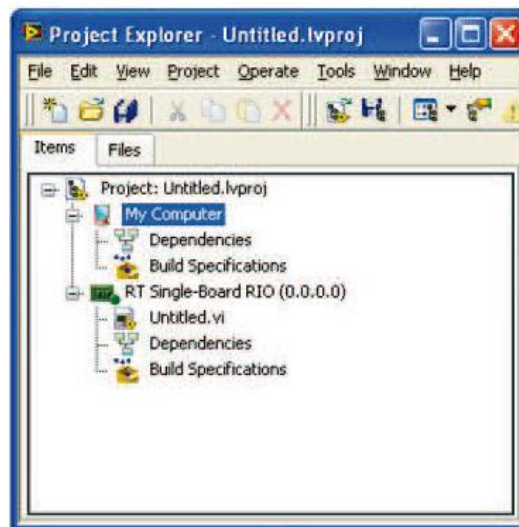 Project Explorer - Untitled.lvproj
File Edit View Project Operate Tools Window Help
Items Files
Project: Untitled.lvproj
My Computer
Dependencies
Build Specifications
RT Single-Board RIO (0.0.0.0)
Untitled.vi
Dependencies
Build Specifications